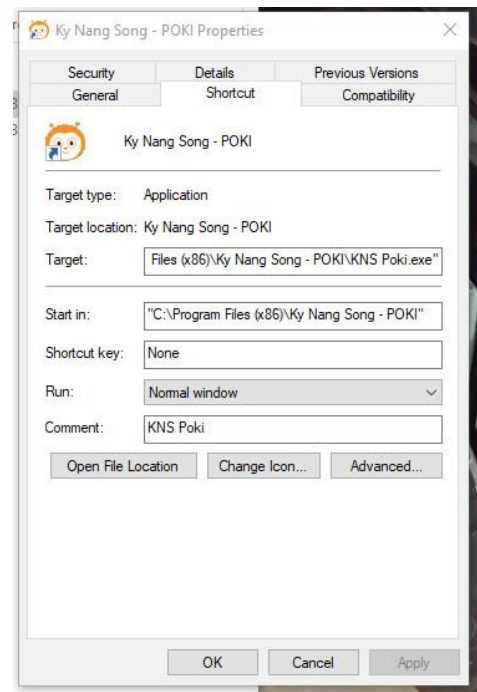 Ky Nang Song - POKI Properties
Security Details Previous Versions
General Shortcut Compatibility
Ky Nang Song - POKI
Target type: Application
Target location: Ky Nang Song - POKI
Target: Files (x86)\Ky Nang Song - POKI\KNS Poki.exe"
Start in: "C:\Program Files (x86)\Ky Nang Song - POKI"
Shortcut key: None
Run: Normal window
Comment: KNS Poki
Open File Location Change Icon... Advanced...
OK Cancel Apply